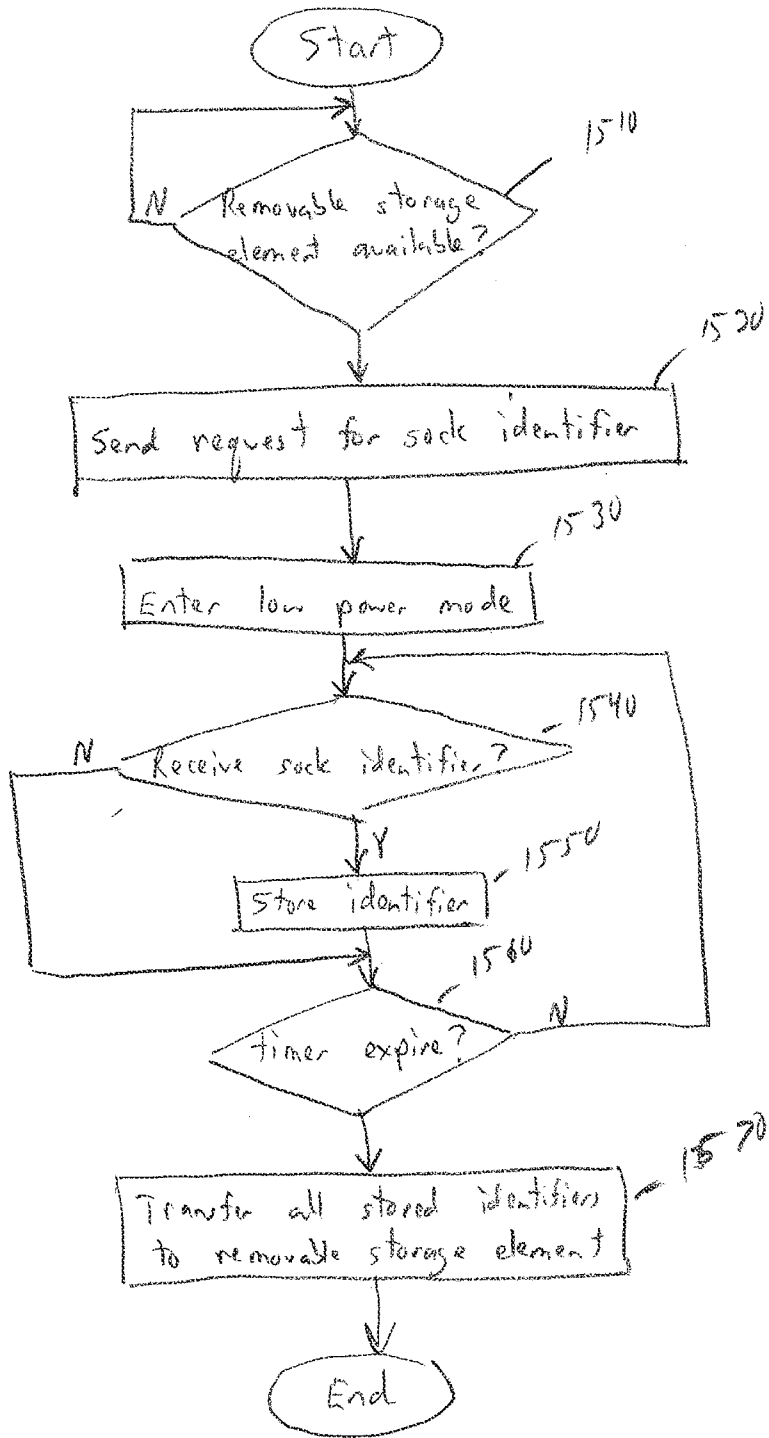 Start
1510
N
Removable storage
element available?
1520
Send request for sock identifier
1530
Enter low power mode
1540
N
Receive sock identifier?
Y
1550
Store identifier
1560
N
timer expire?
1570
Transfer all stored identifiers
to removable storage element
End